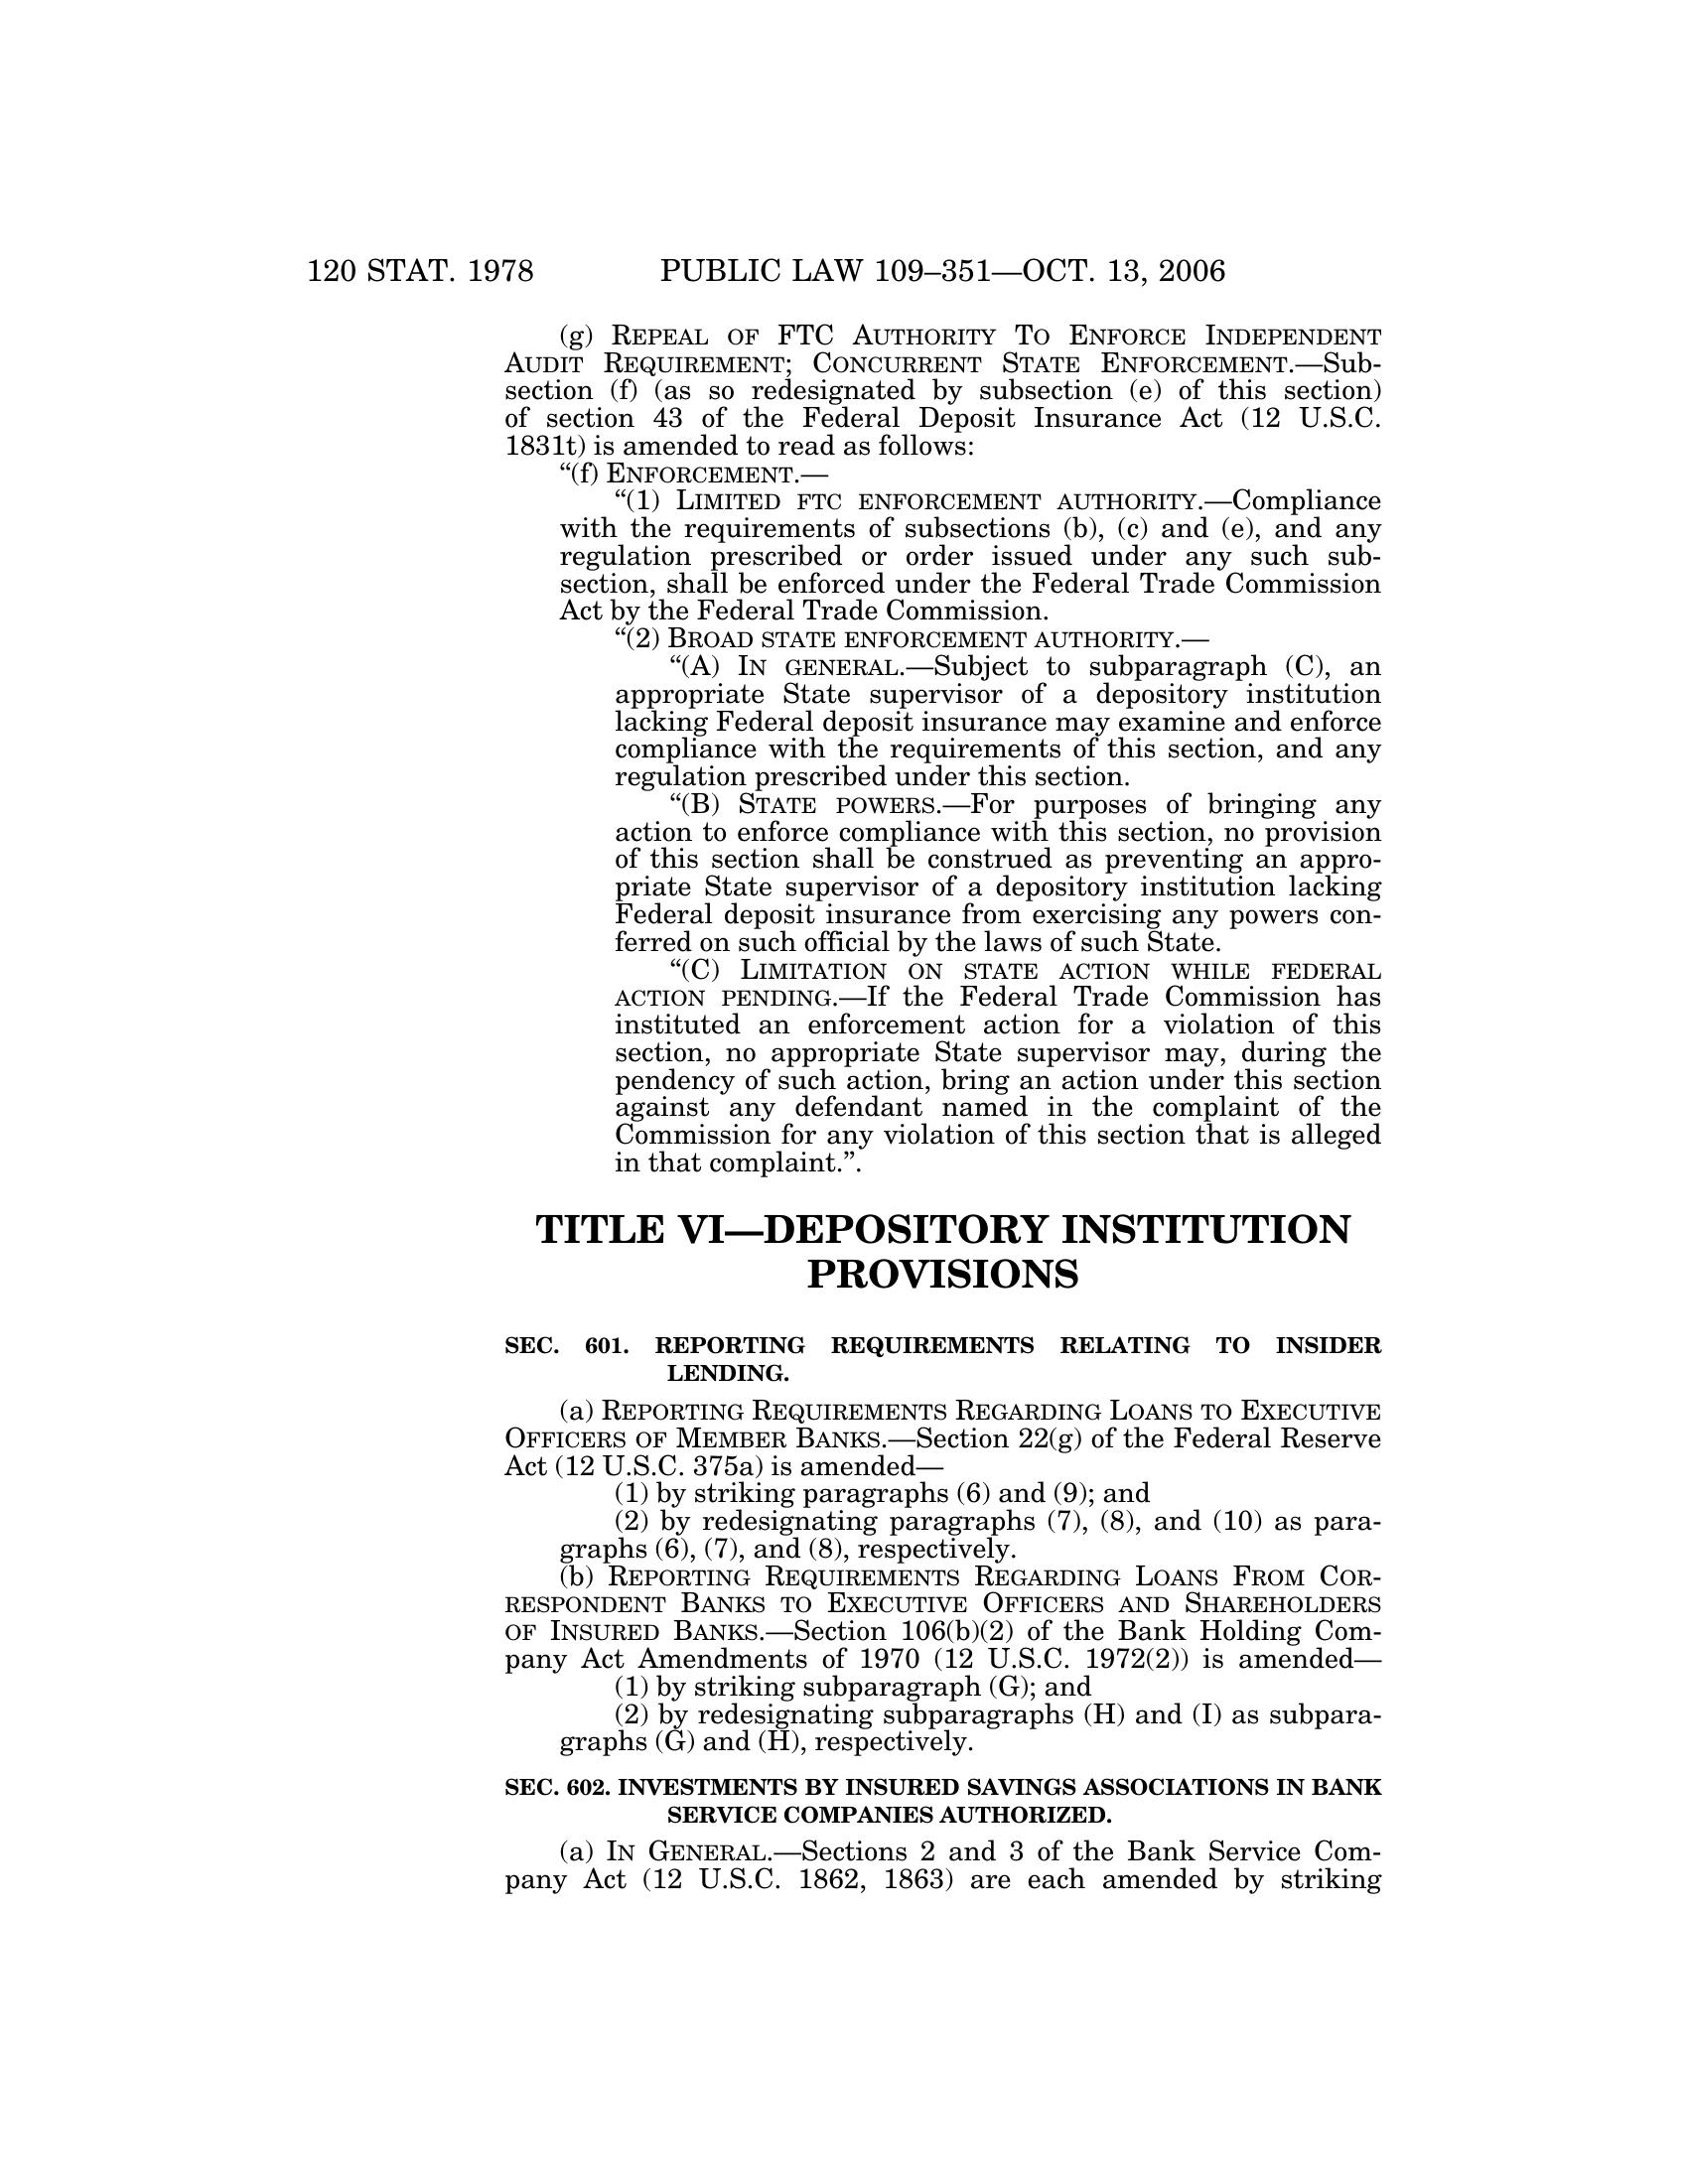 120 STAT. 1978 PUBLIC LAW 109–351—OCT. 13, 2006
(g) REPEAL OF FTC AUTHORITY TO ENFORCE INDEPENDENT
AUDIT REQUIREMENT; CONCURRENT STATE ENFORCEMENT.—Sub-
section (f) (as so redesignated by subsection (e) of this section)
of section 43 of the Federal Deposit Insurance Act (12 U.S.C.
1831t) is amended to read as follows:
“(f) ENFORCEMENT.—
“(1) LIMITED FTC ENFORCEMENT AUTHORITY.—Compliance
with the requirements of subsections (b), (c) and (e), and any
regulation prescribed or order issued under any such sub-
section, shall be enforced under the Federal Trade Commission
Act by the Federal Trade Commission.
“(2) BROAD STATE ENFORCEMENT AUTHORITY.—
“(A) IN GENERAL.—Subject to subparagraph (C), an
appropriate State supervisor of a depository institution
lacking Federal deposit insurance may examine and enforce
compliance with the requirements of this section, and any
regulation prescribed under this section.
“(B) STATE POWERS.—For purposes of bringing any
action to enforce compliance with this section, no provision
of this section shall be construed as preventing an appro-
priate State supervisor of a depository institution lacking
Federal deposit insurance from exercising any powers con-
ferred on such official by the laws of such State.
“(C) LIMITATION ON STATE ACTION WHILE FEDERAL
ACTION PENDING.—If the Federal Trade Commission has
instituted an enforcement action for a violation of this
section, no appropriate State supervisor may, during the
pendency of such action, bring an action under this section
against any defendant named in the complaint of the
Commission for any violation of this section that is alleged
in that complaint.”.
TITLE VI—DEPOSITORY INSTITUTION
PROVISIONS
SEC. 601. REPORTING REQUIREMENTS RELATING TO INSIDER
LENDING.
(a) REPORTING REQUIREMENTS REGARDING LOANS TO EXECUTIVE
OFFICERS OF MEMBER BANKS.—Section 22(g) of the Federal Reserve
Act (12 U.S.C. 375a) is amended—
(1) by striking paragraphs (6) and (9); and
(2) by redesignating paragraphs (7), (8), and (10) as para-
graphs (6), (7), and (8), respectively.
(b) REPORTING REQUIREMENTS REGARDING LOANS FROM COR-
RESPONDENT BANKS TO EXECUTIVE OFFICERS AND SHAREHOLDERS
OF INSURED BANKS.—Section 106(b)(2) of the Bank Holding Com-
pany Act Amendments of 1970 (12 U.S.C. 1972(2)) is amended—
(1) by striking subparagraph (G); and
(2) by redesignating subparagraphs (H) and (I) as subpara-
graphs (G) and (H), respectively.
SEC. 602. INVESTMENTS BY INSURED SAVINGS ASSOCIATIONS IN BANK
SERVICE COMPANIES AUTHORIZED.
(a) IN GENERAL.—Sections 2 and 3 of the Bank Service Com-
pany Act (12 U.S.C. 1862, 1863) are each amended by striking